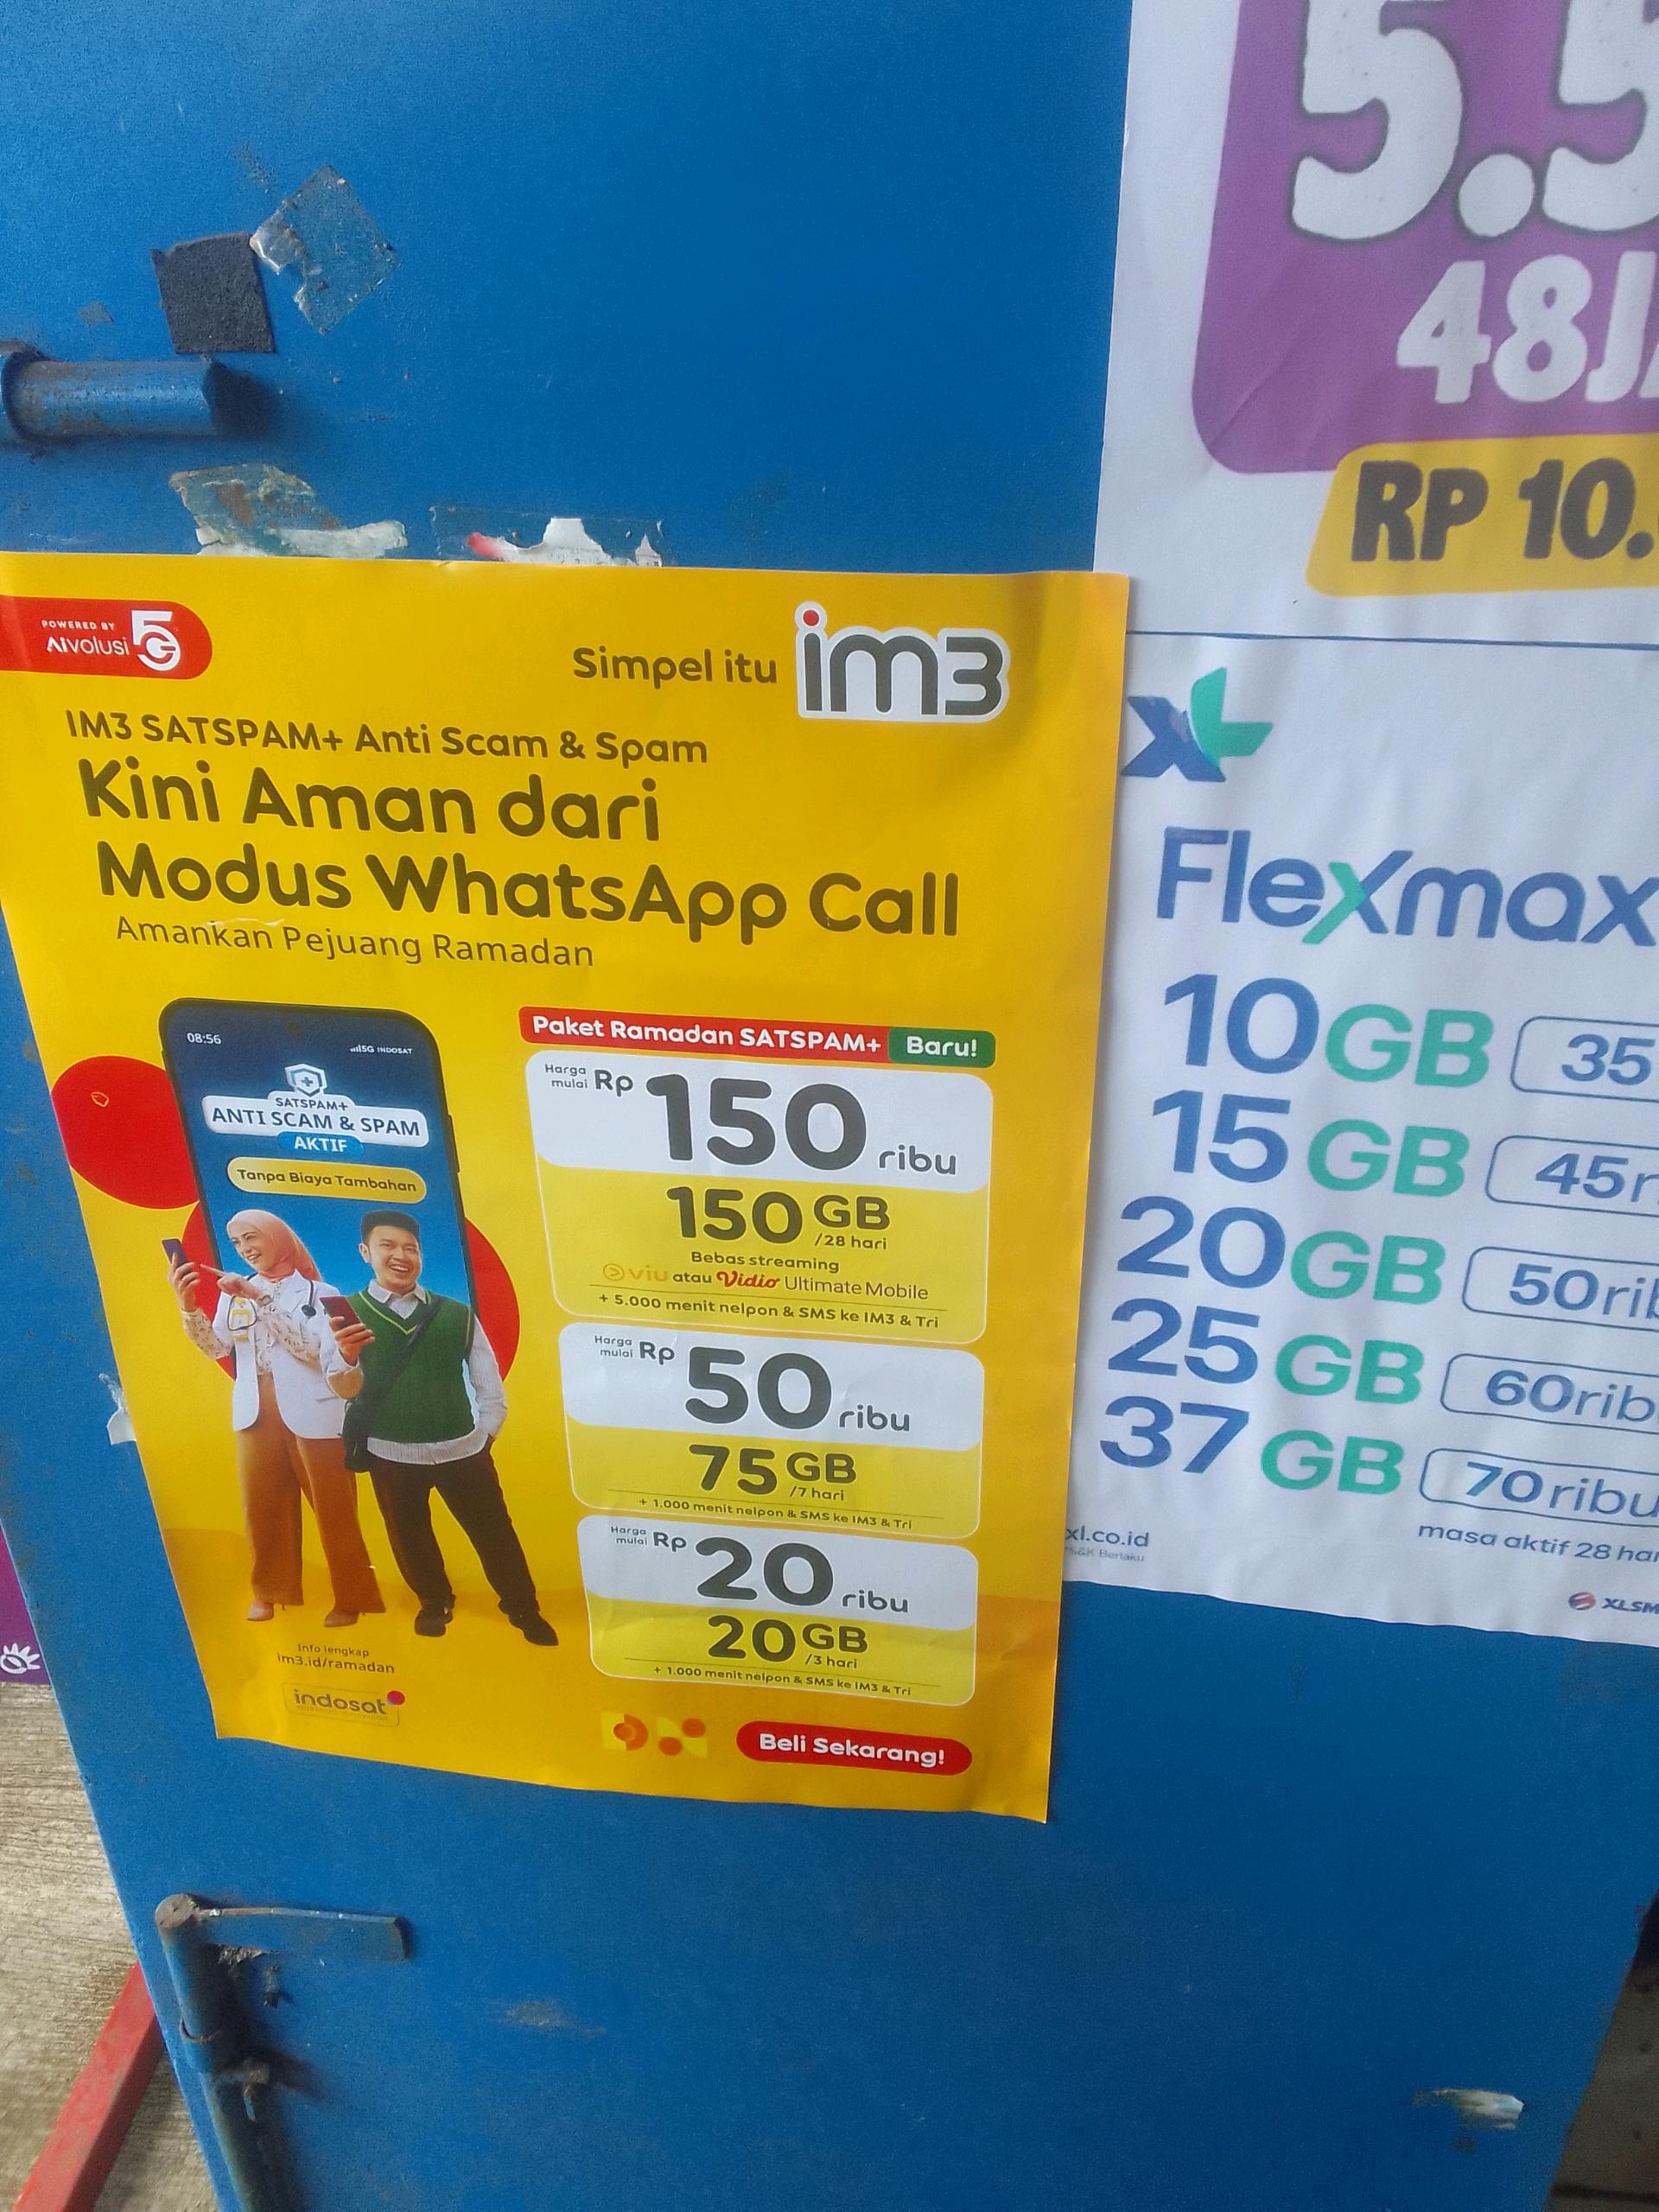 POWERED BY
AIvolusi 5G
Simpel itu im3
IM3 SATSPAM+ Anti Scam & Spam
Kini Aman dari
Modus WhatsApp Call
Amankan Pejuang Ramadan
08:56
5G INDOSAT
SATSPAM+
ANTI SCAM & SPAM
AKTIF
Tanpa Biaya Tambahan
Paket Ramadan SATSPAM+ Baru!
Harga mulai Rp 150 ribu
150 GB /28 hari
Bebas streaming
viu atau Vidio Ultimate Mobile
+ 5.000 menit nelpon & SMS ke IM3 & Tri
Harga mulai Rp 50 ribu
75 GB /7 hari
+ 1.000 menit nelpon & SMS ke IM3 & Tri
Harga mulai Rp 20 ribu
20 GB /3 hari
+ 1.000 menit nelpon & SMS ke IM3 & Tri
Info lengkap
im3.id/ramadan
indosat
Beli Sekarang!
5.5
48J
RP 10.
XL
Flexmax
10GB 35
15GB 45r
20GB 50rib
25GB 60rib
37GB 70ribu
xl.co.id
S&K Berlaku
masa aktif 28 har
XLSM